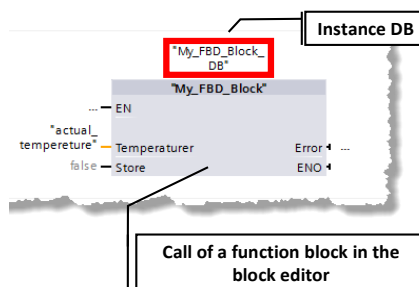 Instance DB
"My_FBD_Block_
DB"
"My_FBD_Block"
... EN
"actual_
tempereture" Temperaturer Error ...
false Store ENO
Call of a function block in the
block editor